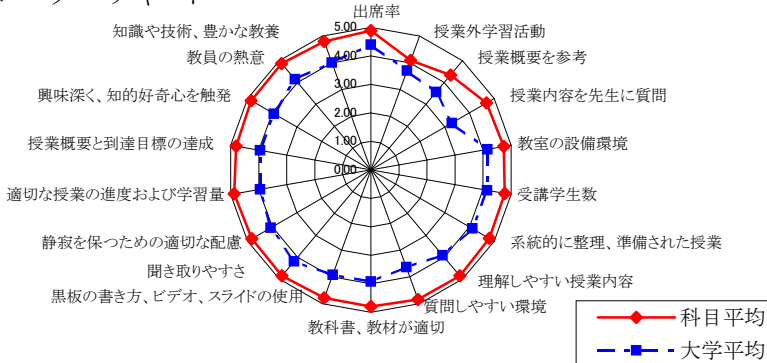 出席率
授業外学習活動
授業概要を参考
授業内容を先生に質問
教室の設備環境
受講学生数
系統的に整理、準備された授業
理解しやすい授業内容
質問しやすい環境
教科書、教材が適切
黒板の書き方、ビデオ、スライドの使用
聞き取りやすさ
静寂を保つための適切な配慮
適切な授業の進度および学習量
授業概要と到達目標の達成
興味深く、知的好奇心を触発
教員の熱意
知識や技術、豊かな教養
5.00
4.00
3.00
2.00
1.00
0.00
科目平均
大学平均